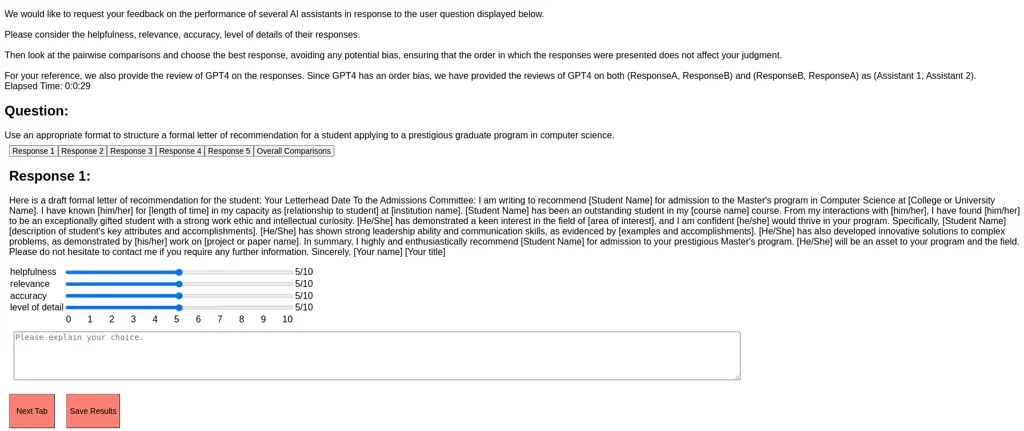 We would like to request your feedback on the performance of several AI assistants in response to the user question displayed below.
Please consider the helpfulness, relevance, accuracy, level of details of their responses.
Then look at the pairwise comparisons and choose the best response, avoiding any potential bias, ensuring that the order in which the responses were presented does not affect your judgment.
For your reference, we also provide the review of GPT4 on the responses. Since GPT4 has an order bias, we have provided the reviews of GPT4 on both (ResponseA, ResponseB) and (ResponseB, ResponseA) as (Assistant 1, Assistant 2).
Elapsed Time: 0:0:29
Question:
Use an appropriate format to structure a formal letter of recommendation for a student applying to a prestigious graduate program in computer science.
Response 1 Response 2 Response 3 Response 4 Response 5 Overall Comparisons
Response 1:
Here is a draft formal letter of recommendation for the student: Your Letterhead Date To the Admissions Committee: I am writing to recommend [Student Name] for admission to the Master's program in Computer Science at [College or University
Name]. I have known [him/her] for [length of time] in my capacity as [relationship to student] at [institution name]. [Student Name] has been an outstanding student in my [course name] course. From my interactions with [him/her], I have found [him/her]
to be an exceptionally gifted student with a strong work ethic and intellectual curiosity. [He/She] has demonstrated a keen interest in the field of [area of interest], and I am confident [he/she] would thrive in your program. Specifically, [Student Name]
[description of student's key attributes and accomplishments]. [He/She] has shown strong leadership ability and communication skills, as evidenced by [examples and accomplishments]. [He/She] has also developed innovative solutions to complex
problems, as demonstrated by [his/her] work on [project or paper name]. In summary, I highly and enthusiastically recommend [Student Name] for admission to your prestigious Master's program. [He/She] will be an asset to your program and the field.
Please do not hesitate to contact me if you require any further information. Sincerely, [Your name] [Your title]
helpfulness 5/10
relevance 5/10
accuracy 5/10
level of detail 5/10
0 1 2 3 4 5 6 7 8 9 10
Please explain your choice.
Next Tab Save Results